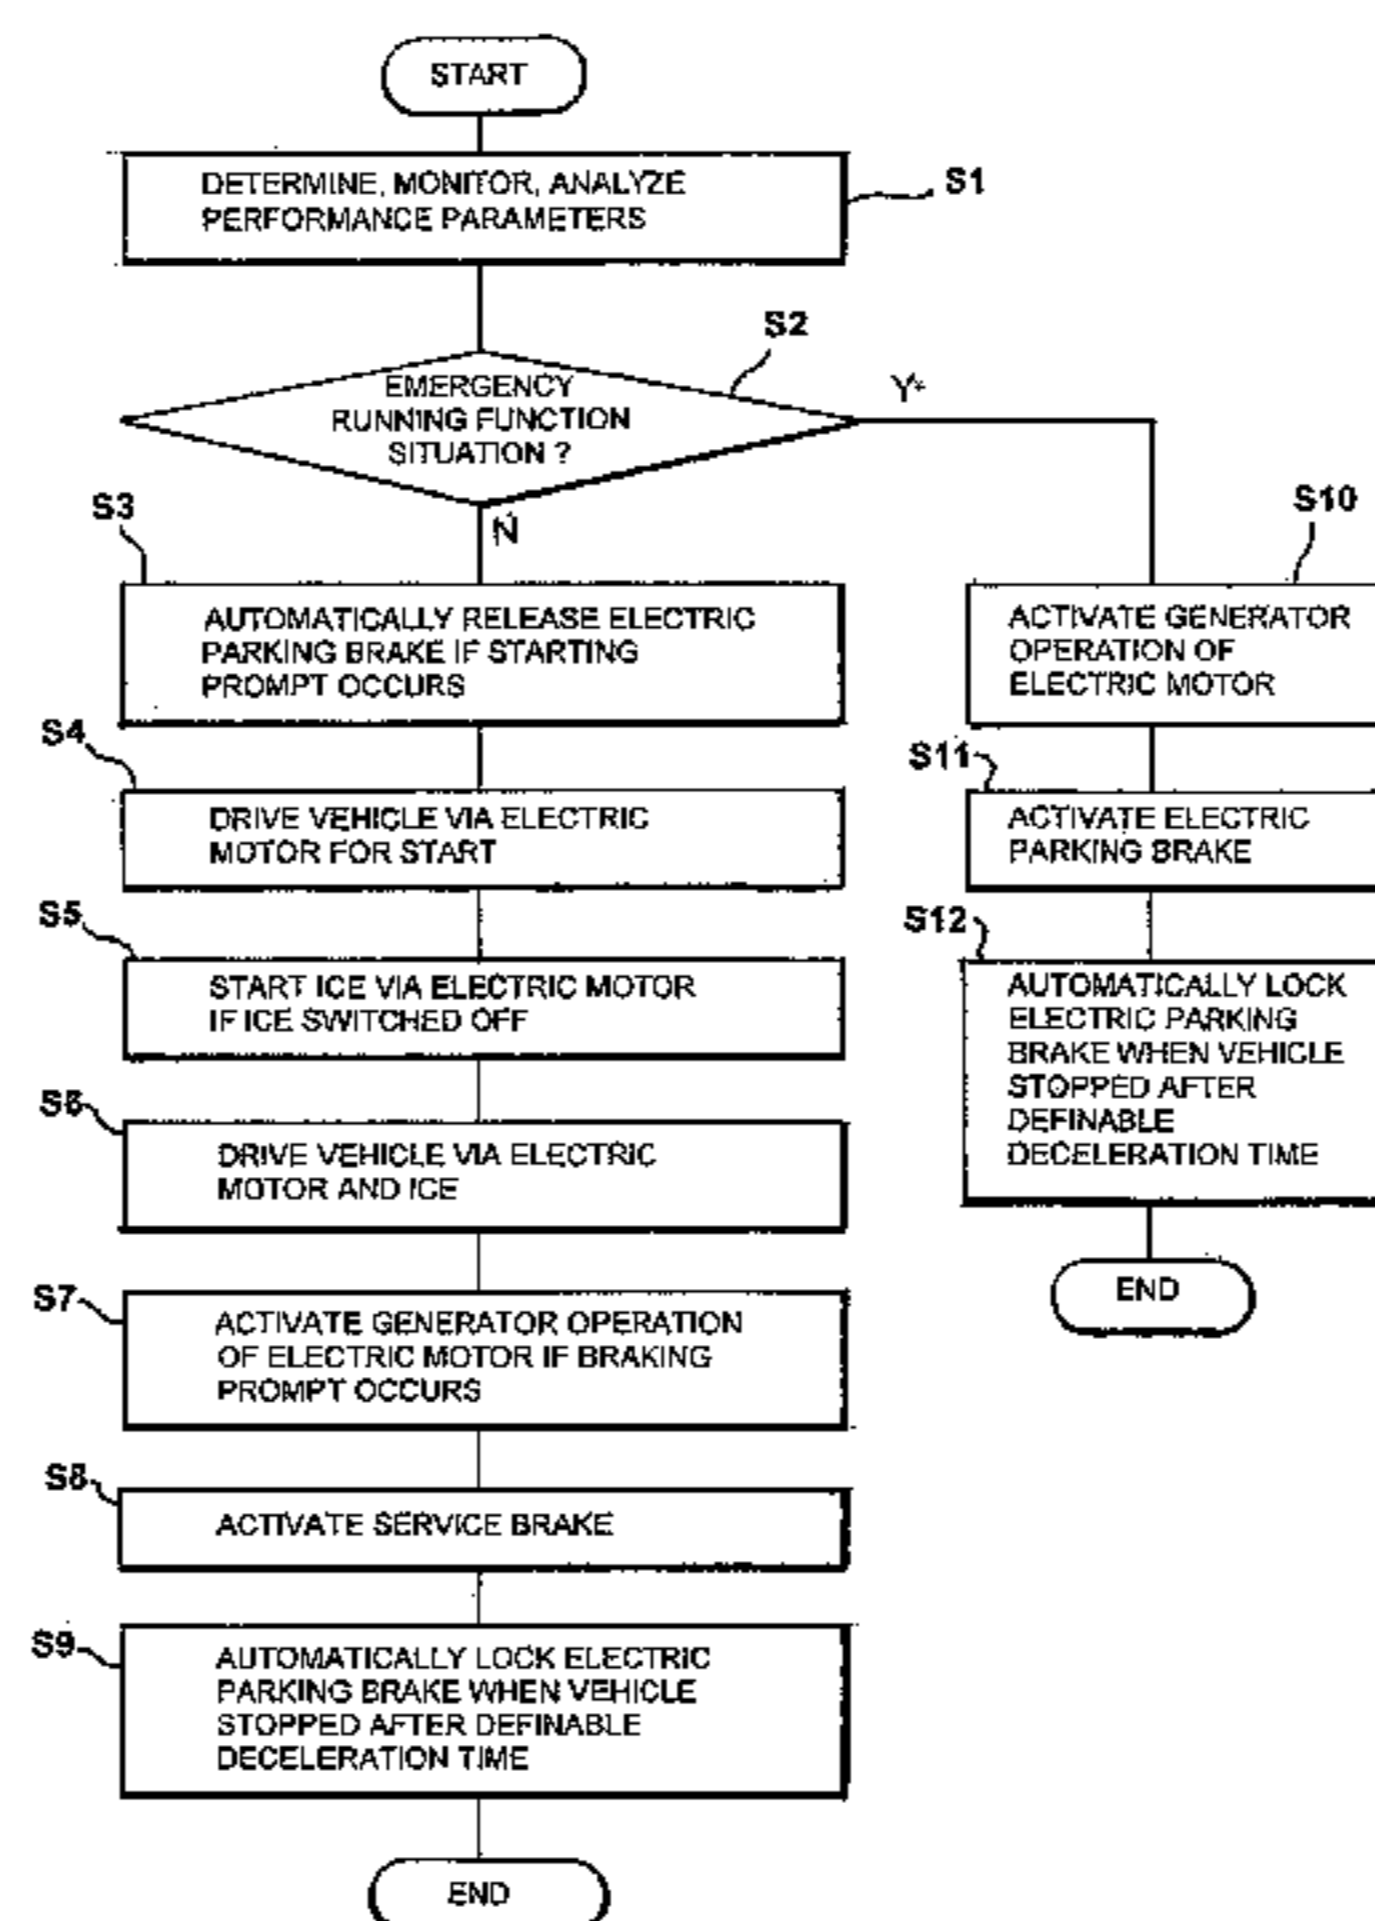 START
DETERMINE, MONITOR, ANALYZE
PERFORMANCE PARAMETERS
S1
S2
EMERGENCY
RUNNING FUNCTION
SITUATION ?
Y
N
S3
AUTOMATICALLY RELEASE ELECTRIC
PARKING BRAKE IF STARTING
PROMPT OCCURS
S4
DRIVE VEHICLE VIA ELECTRIC
MOTOR FOR START
S5
START ICE VIA ELECTRIC MOTOR
IF ICE SWITCHED OFF
S6
DRIVE VEHICLE VIA ELECTRIC
MOTOR AND ICE
S7
ACTIVATE GENERATOR OPERATION
OF ELECTRIC MOTOR IF BRAKING
PROMPT OCCURS
S8
ACTIVATE SERVICE BRAKE
S9
AUTOMATICALLY LOCK ELECTRIC
PARKING BRAKE WHEN VEHICLE
STOPPED AFTER DEFINABLE
DECELERATION TIME
END
S10
ACTIVATE GENERATOR
OPERATION OF
ELECTRIC MOTOR
S11
ACTIVATE ELECTRIC
PARKING BRAKE
S12
AUTOMATICALLY LOCK
ELECTRIC PARKING
BRAKE WHEN VEHICLE
STOPPED AFTER
DEFINABLE
DECELERATION TIME
END